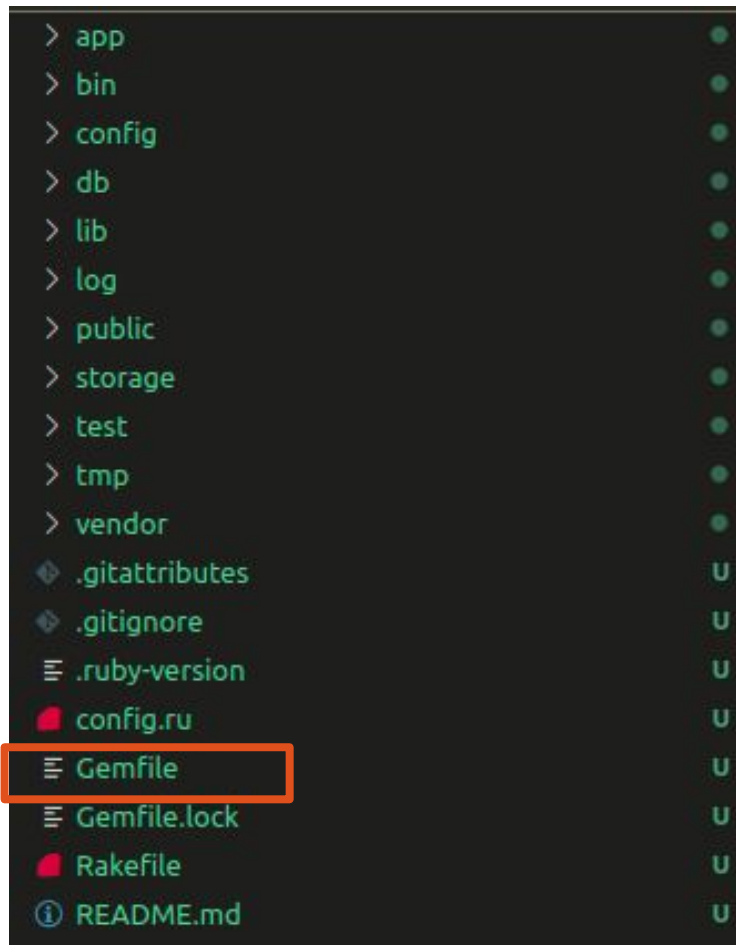 app
bin
config
db
lib
log
public
storage
test
tmp
vendor
.gitattributes U
.gitignore U
.ruby-version U
config.ru U
Gemfile U
Gemfile.lock U
Rakefile U
README.md U